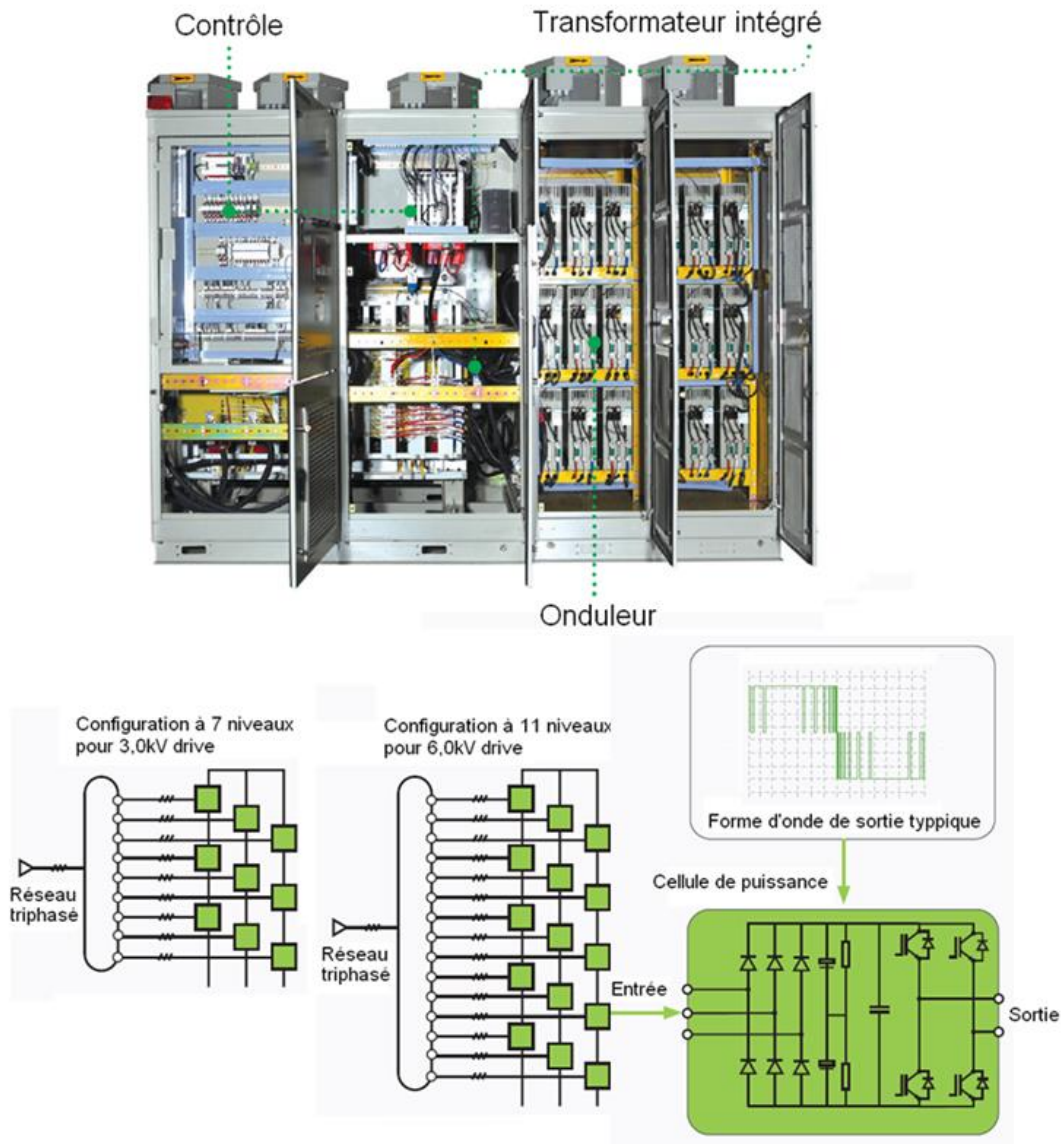 Contrôle
Transformateur intégré
Onduleur
Configuration à 7 niveaux
pour 3,0kV drive
Configuration à 11 niveaux
pour 6,0kV drive
Forme d'onde de sortie typpique
Cellule de puissance
Réseau
triphasé
Réseau
triphasé
Entrée
Sortie